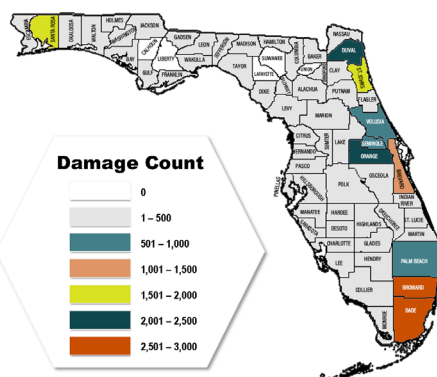 ESCAMBIA
SANTA ROSA
OKALOOSA
WALTON
HOLMES
WASHINGTON
BAY
JACKSON
CALHOUN
GULF
GADSEN
LIBERTY
FRANKLIN
LEON
WAKULLA
JEFFERSON
MADISON
TAYLOR
HAMILTON
SUWANEE
LAFAYETTE
DIXIE
COLUMBIA
BAKER
UNION
NASSAU
DUVAL
CLAY
ST. JOHNS
ALACHUA
PUTNAM
FLAGLER
LEVY
MARION
VOLUSIA
CITRUS
SUMTER
LAKE
SEMINOLE
ORANGE
HERNANDO
PASCO
PINELLAS
HILLSBOROUGH
POLK
OSCEOLA
BREVARD
INDIAN
RIVER
MANATEE
HARDEE
HIGHLANDS
OKEECHOBEE
ST. LUCIE
SARASOTA
DESOTO
MARTIN
CHARLOTTE
GLADES
LEE
HENDRY
PALM BEACH
COLLIER
BROWARD
MONROE
DADE
Damage Count
0
1 – 500
501 – 1,000
1,001 – 1,500
1,501 – 2,000
2,001 – 2,500
2,501 – 3,000